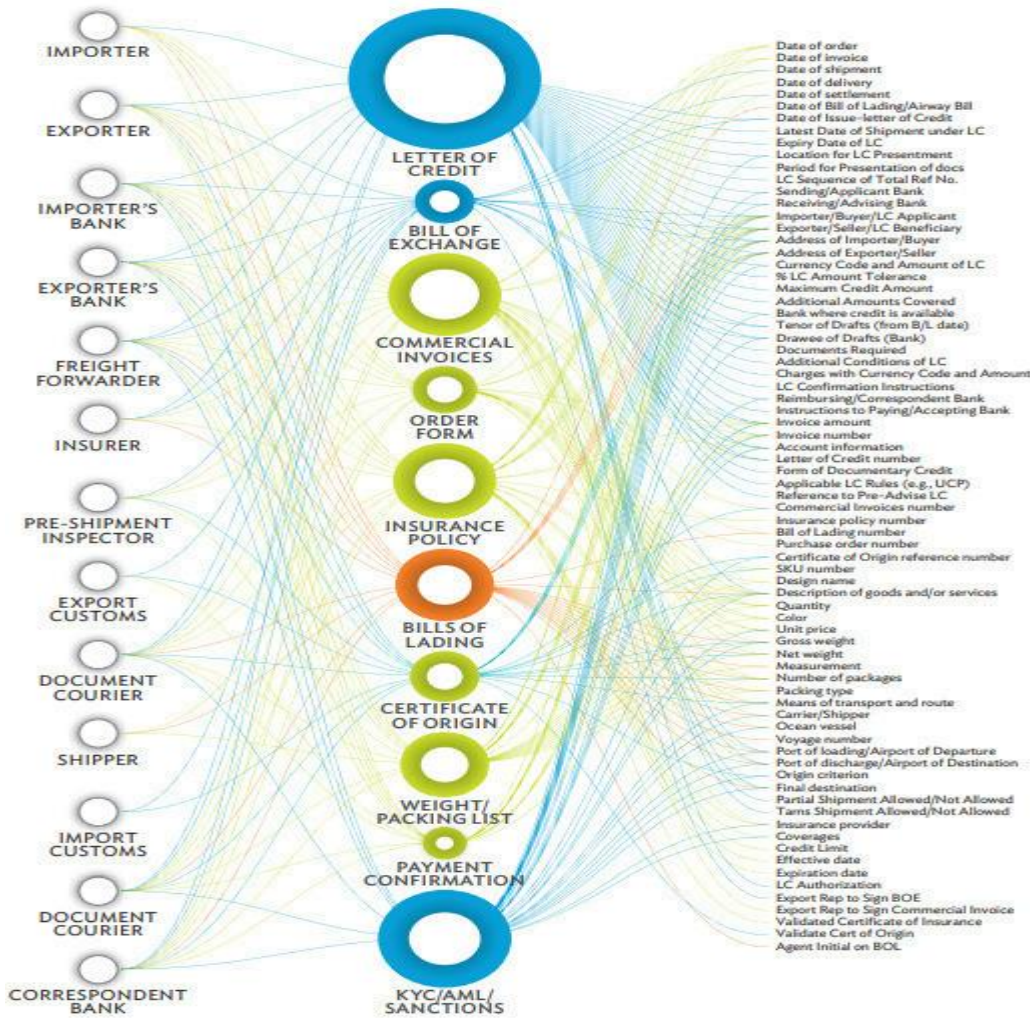 IMPORTER
EXPORTER
IMPORTER'S
BANK
EXPORTER'S
BANK
FREIGHT
FORWARDER
INSURER
PRE-SHIPMENT
INSPECTOR
EXPORT
CUSTOMS
DOCUMENT
COURIER
SHIPPER
IMPORT
CUSTOMS
DOCUMENT
COURIER
CORRESPONDENT
BANK
LETTER OF
CREDIT
BILL OF
EXCHANGE
COMMERCIAL
INVOICES
ORDER
FORM
INSURANCE
POLICY
BILLS OF
LADING
CERTIFICATE
OF ORIGIN
WEIGHT/
PACKING LIST
PAYMENT
CONFIRMATION
KYC/AML/
SANCTIONS
Date of order
Date of invoice
Date of shipment
Date of delivery
Date of settlement
Date of Bill of Lading/Airway Bill
Date of Issue-letter of Credit
Latest Date of Shipment under LC
Expiry Date of LC
Location for LC Presentment
Period for Presentation of docs
LC Sequence of Total Ref No.
Sending/Applicant Bank
Receiving/Advising Bank
Importer/Buyer/LC Applicant
Exporter/Seller/LC Beneficiary
Address of Importer/Buyer
Address of Exporter/Seller
Currency Code and Amount of LC
% LC Amount Tolerance
Maximum Credit Amount
Additional Amounts Covered
Bank where credit is available
Tenor of Drafts (from B/L date)
Drawee of Drafts (Bank)
Documents Required
Additional Conditions of LC
Charges with Currency Code and Amount
LC Confirmation Instructions
Reimbursing/Correspondent Bank
Instructions to Paying/Accepting Bank
Invoice amount
Invoice number
Account information
Letter of Credit number
Form of Documentary Credit
Applicable LC Rules (e.g., UCP)
Reference to Pre-Advise LC
Commercial Invoices number
Insurance policy number
Bill of Lading number
Purchase order number
Certificate of Origin reference number
SKU number
Design name
Description of goods and/or services
Quantity
Color
Unit price
Gross weight
Net weight
Measurement
Number of packages
Packing type
Means of transport and route
Carrier/Shipper
Ocean vessel
Voyage number
Port of loading/Airport of Departure
Port of discharge/Airport of Destination
Origin criterion
Final destination
Partial Shipment Allowed/Not Allowed
Tarns Shipment Allowed/Not Allowed
Insurance provider
Coverages
Credit Limit
Effective date
Expiration date
LC Authorization
Export Rep to Sign BOE
Export Rep to Sign Commercial Invoice
Validated Certificate of Insurance
Validate Cert of Origin
Agent Initial on BOL